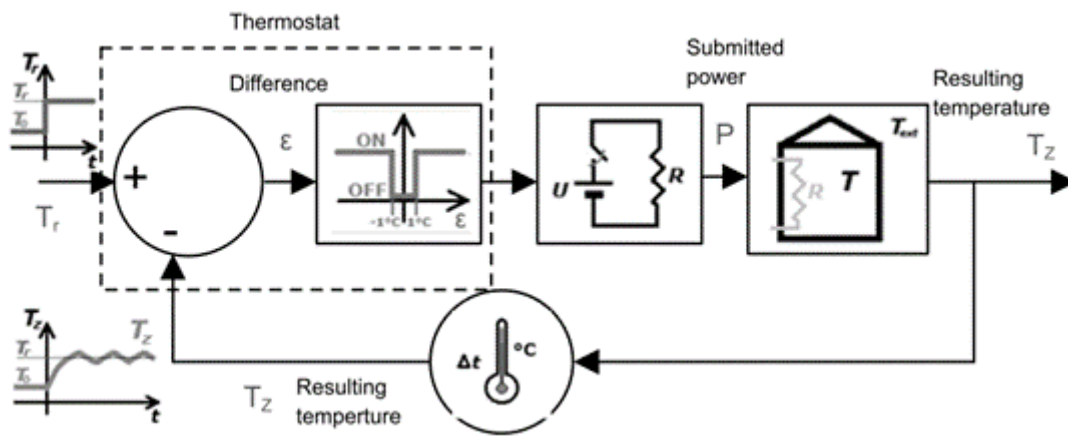 Thermostat
Difference
Submitted
power
Resulting
temperature
Tr
Tr
T0
t
Tr
+
-
ε
ON
OFF
-1°C 1°C ε
U
R
P
Text
R
T
Tz
Tz
Tr
T0
Tz
t
Tz
Resulting
temperture
Δt
°C